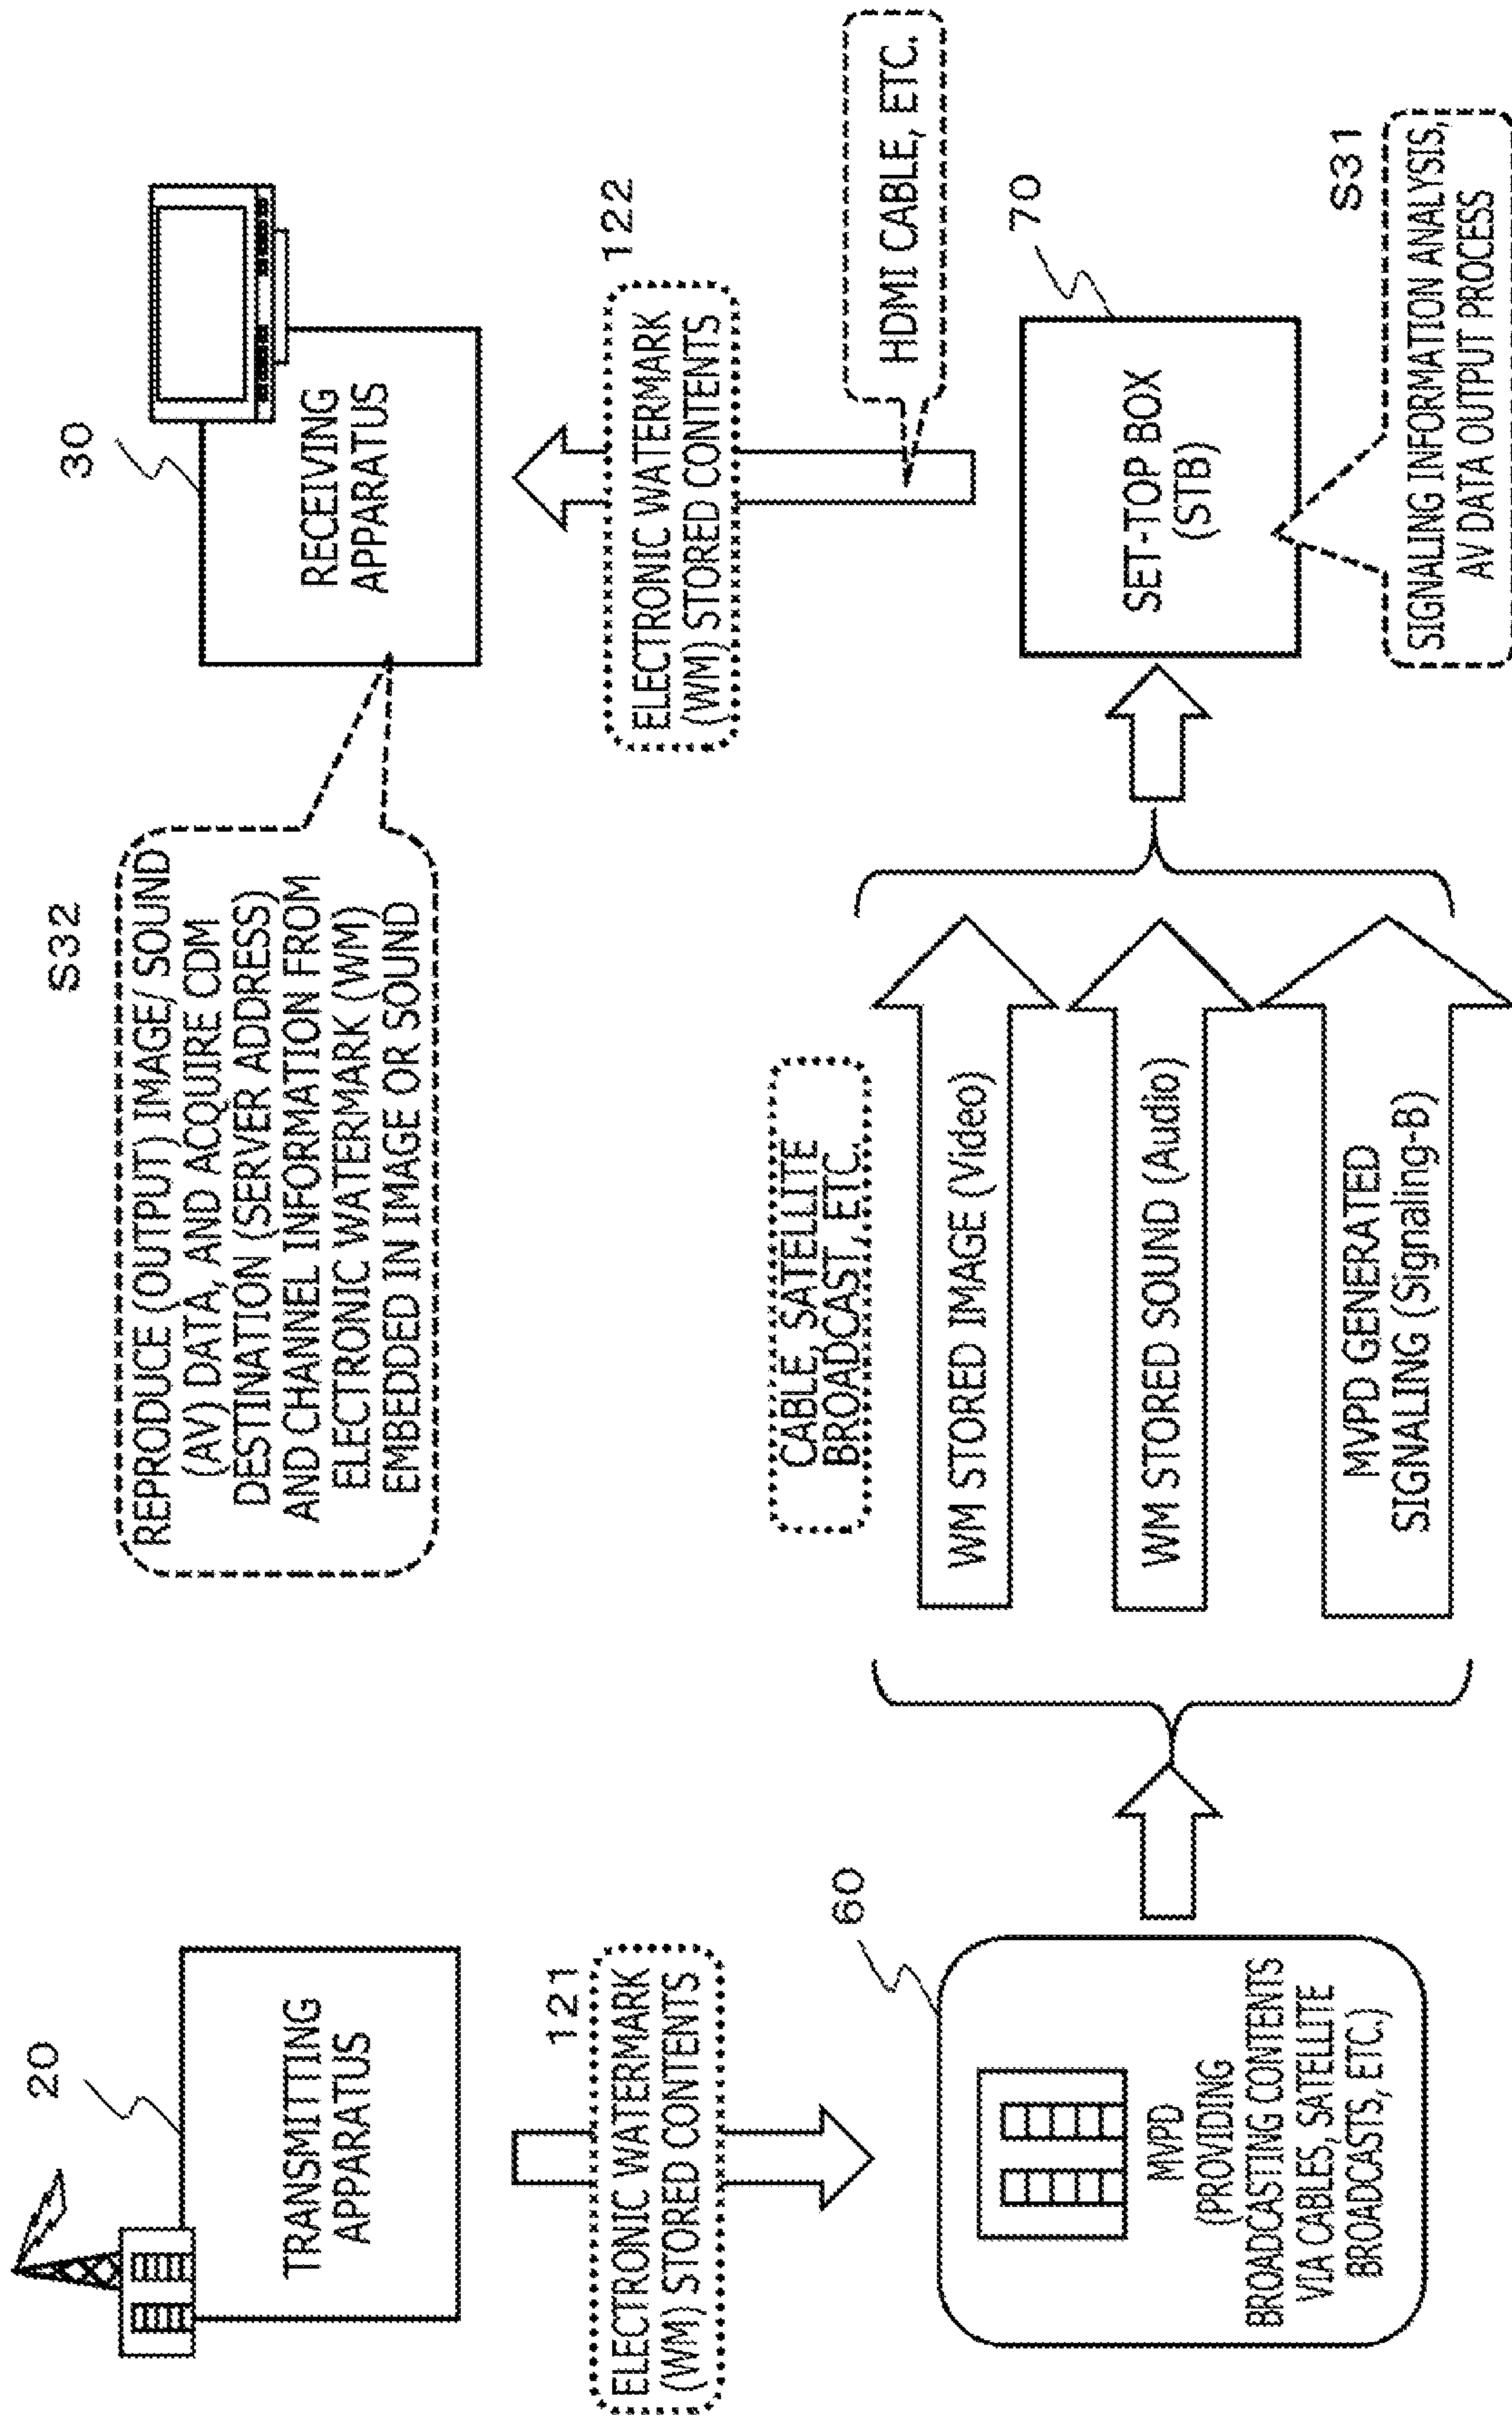 20
TRANSMITTING
APPARATUS
121
ELECTRONIC WATERMARK
(WM) STORED CONTENTS
60
MVPD
(PROVIDING
BROADCASTING CONTENTS
VIA CABLES, SATELLITE
BROADCASTS, ETC.)
CABLE, SATELLITE
BROADCAST, ETC.
WM STORED IMAGE (Video)
WM STORED SOUND (Audio)
MVPD GENERATED
SIGNALING (Signaling-B)
S32
REPRODUCE (OUTPUT) IMAGE/ SOUND
(AV) DATA, AND ACQUIRE CDM
DESTINATION (SERVER ADDRESS)
AND CHANNEL INFORMATION FROM
ELECTRONIC WATERMARK (WM)
EMBEDDED IN IMAGE OR SOUND
30
RECEIVING
APPARATUS
122
ELECTRONIC WATERMARK
(WM) STORED CONTENTS
HDMI CABLE, ETC.
70
SET-TOP BOX
(STB)
S31
SIGNALING INFORMATION ANALYSIS,
AV DATA OUTPUT PROCESS